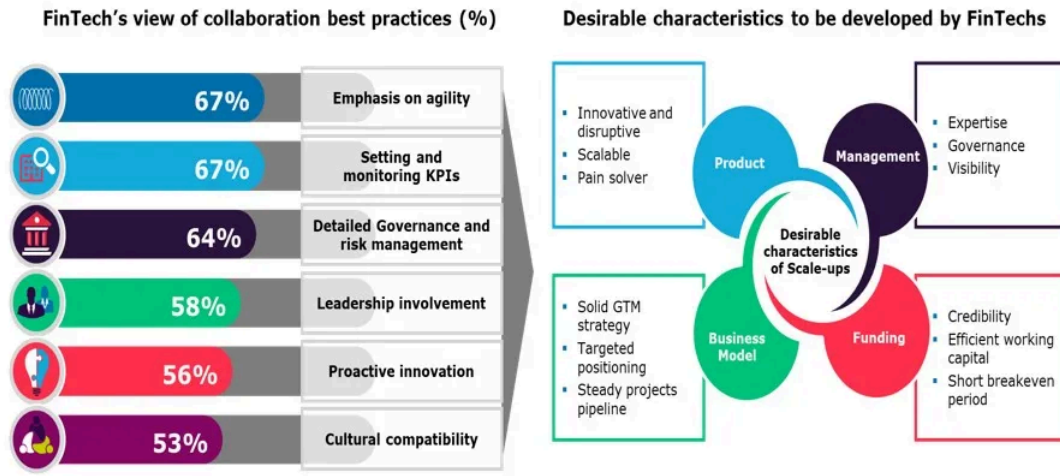 FinTech's view of collaboration best practices (%)
67%
Emphasis on agility
67%
Setting and
monitoring KPIs
64%
Detailed Governance and
risk management
58%
Leadership involvement
56%
Proactive innovation
53%
Cultural compatibility
Desirable characteristics to be developed by FinTechs
▪ Innovative and
disruptive
▪ Scalable
▪ Pain solver
Product
Management
▪ Expertise
▪ Governance
▪ Visibility
Desirable
characteristics
of Scale-ups
▪ Solid GTM
strategy
▪ Targeted
positioning
▪ Steady projects
pipeline
Business
Model
Funding
▪ Credibility
▪ Efficient working
capital
▪ Short breakeven
period